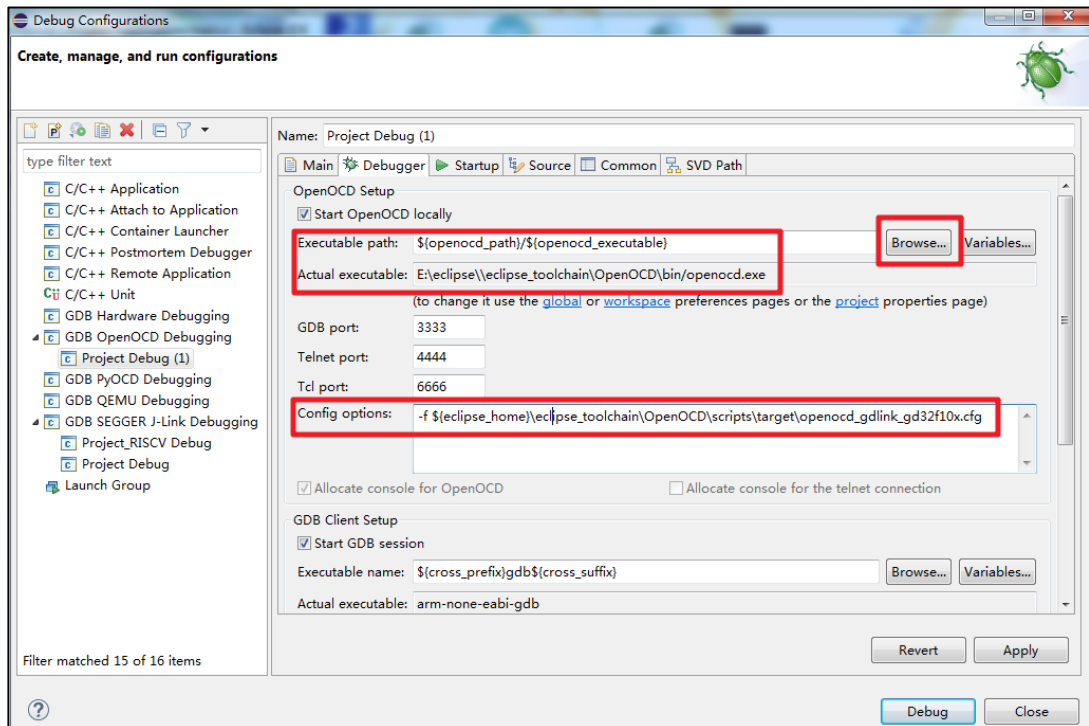 Debug Configurations
Create, manage, and run configurations
type filter text
C/C++ Application
C/C++ Attach to Application
C/C++ Container Launcher
C/C++ Postmortem Debugger
C/C++ Remote Application
C/C++ Unit
GDB Hardware Debugging
GDB OpenOCD Debugging
Project Debug (1)
GDB PyOCD Debugging
GDB QEMU Debugging
GDB SEGGER J-Link Debugging
Project_RISCV Debug
Project Debug
Launch Group
Filter matched 15 of 16 items
Name: Project Debug (1)
Main Debugger Startup Source Common SVD Path
OpenOCD Setup
Start OpenOCD locally
Executable path: ${openocd_path}/${openocd_executable} Browse... Variables...
Actual executable: E:\eclipse\\eclipse_toolchain\OpenOCD\bin/openocd.exe
(to change it use the global or workspace preferences pages or the project properties page)
GDB port: 3333
Telnet port: 4444
Tcl port: 6666
Config options: -f ${eclipse_home}\eclipse_toolchain\OpenOCD\scripts\target\openocd_gdlink_gd32f10x.cfg
Allocate console for OpenOCD Allocate console for the telnet connection
GDB Client Setup
Start GDB session
Executable name: ${cross_prefix}gdb${cross_suffix} Browse... Variables...
Actual executable: arm-none-eabi-gdb
Revert Apply
Debug Close